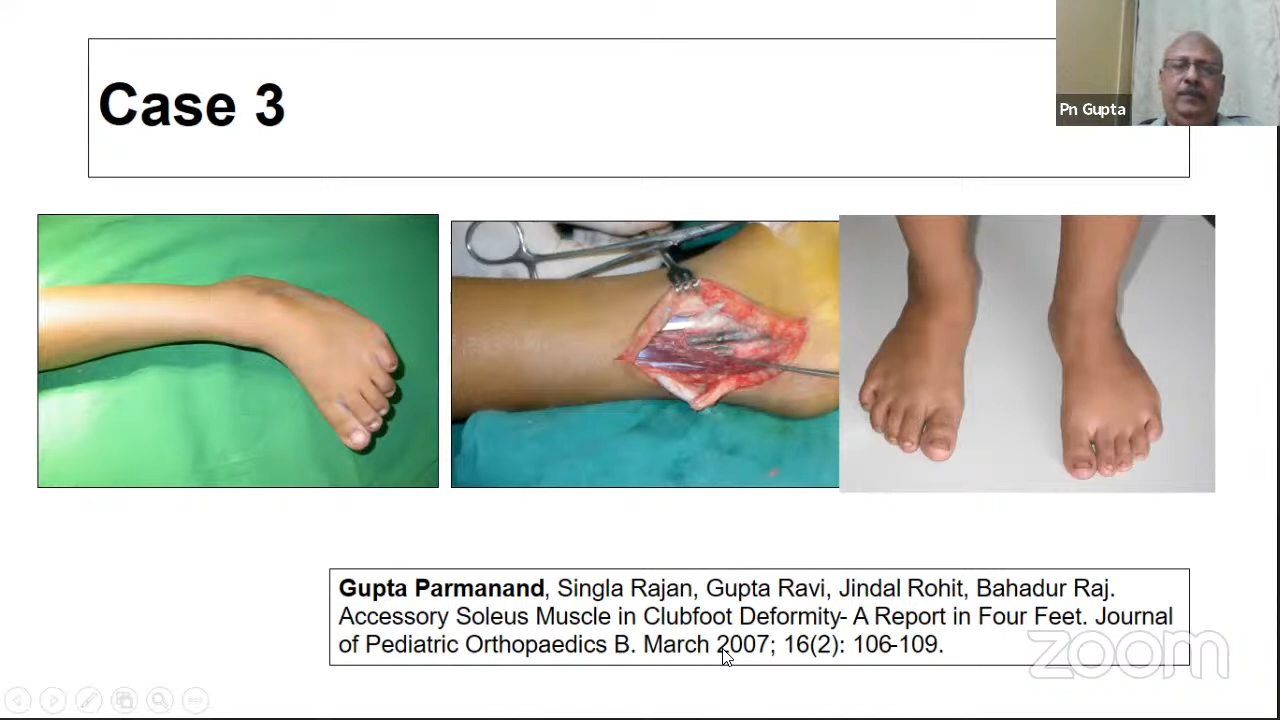 Case 3
Pn Gupta
Gupta Parmanand, Singla Rajan, Gupta Ravi, Jindal Rohit, Bahadur Raj.
Accessory Soleus Muscle in Clubfoot Deformity- A Report in Four Feet. Journal
of Pediatric Orthopaedics B. March 2007; 16(2): 106-109.
zoom